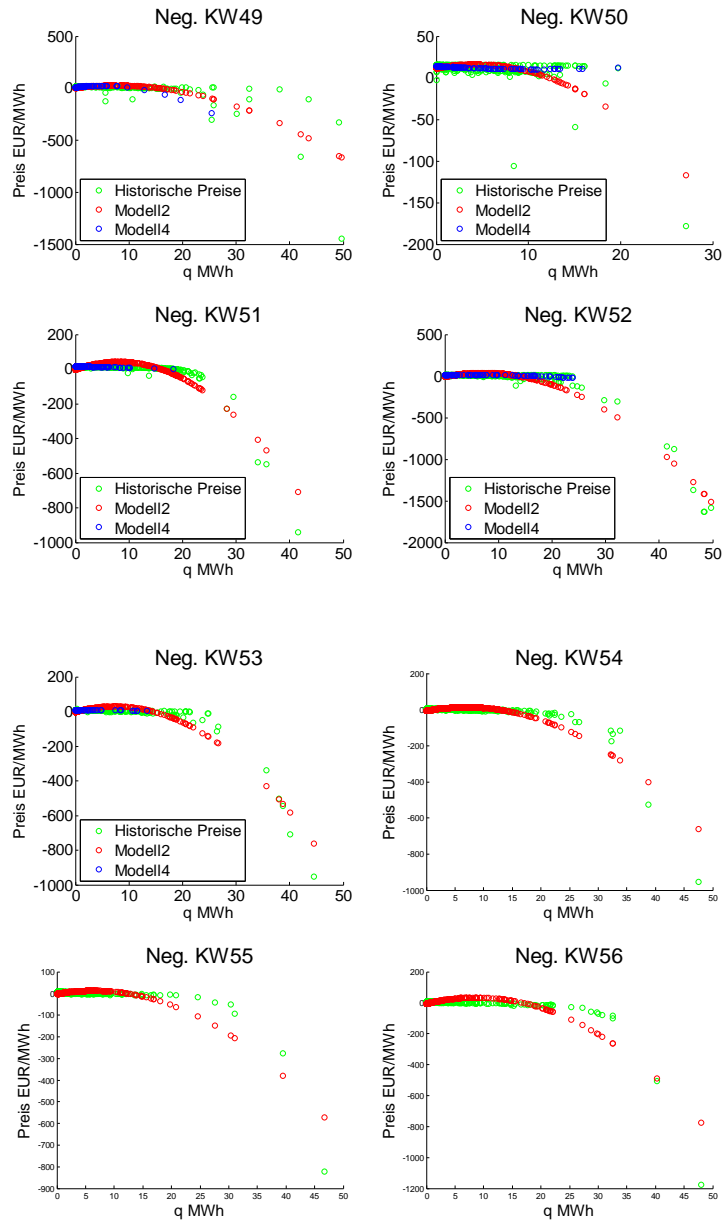 Neg. KW49
Preis EUR/MWh
500
0
-500
-1000
-1500
Historische Preise
Modell2
Modell4
0 10 20 30 40 50
q MWh
Neg. KW50
Preis EUR/MWh
50
0
-50
-100
-150
-200
Historische Preise
Modell2
Modell4
0 10 20 30
q MWh
Neg. KW51
Preis EUR/MWh
200
0
-200
-400
-600
-800
-1000
Historische Preise
Modell2
Modell4
0 10 20 30 40 50
q MWh
Neg. KW52
Preis EUR/MWh
500
0
-500
-1000
-1500
-2000
Historische Preise
Modell2
Modell4
0 10 20 30 40 50
q MWh
Neg. KW53
Preis EUR/MWh
200
0
-200
-400
-600
-800
-1000
Historische Preise
Modell2
Modell4
0 10 20 30 40 50
q MWh
Neg. KW54
Preis EUR/MWh
200
0
-200
-400
-600
-800
-1000
0 5 10 15 20 25 30 35 40 45 50
q MWh
Neg. KW55
Preis EUR/MWh
100
0
-100
-200
-300
-400
-500
-600
-700
-800
-900
0 5 10 15 20 25 30 35 40 45 50
q MWh
Neg. KW56
Preis EUR/MWh
200
0
-200
-400
-600
-800
-1000
-1200
0 5 10 15 20 25 30 35 40 45 50
q MWh